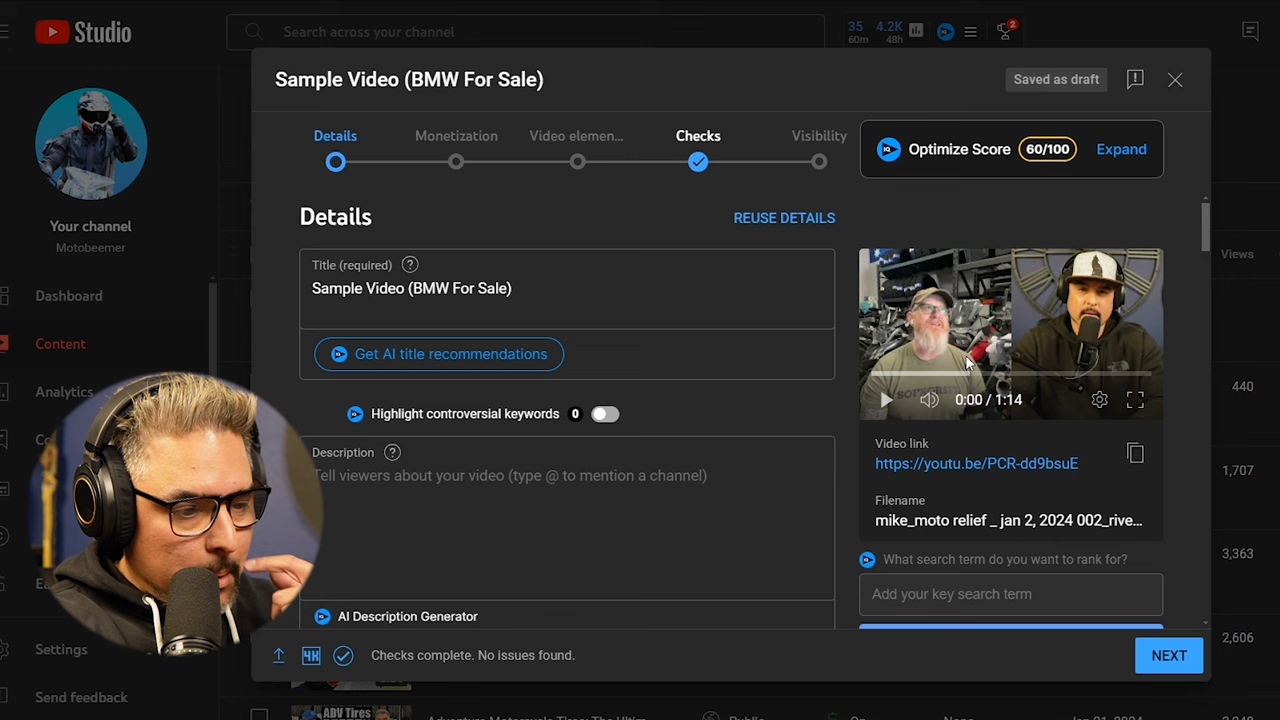 Studio
Search across your channel
35
60m
4.2K
48h
2
Your channel
Motobeemer
Dashboard
Content
Analytics
Settings
Send feedback
Sample Video (BMW For Sale)
Saved as draft
Details
Monetization
Video elemen...
Checks
Visibility
IQ
Optimize Score
60/100
Expand
Details
REUSE DETAILS
Title (required)
Sample Video (BMW For Sale)
Get AI title recommendations
Highlight controversial keywords 0
Description
Tell viewers about your video (type @ to mention a channel)
AI Description Generator
0:00 / 1:14
Video link
https://youtu.be/PCR-dd9bsuE
Filename
mike_moto relief _ jan 2, 2024 002_rive...
What search term do you want to rank for?
Add your key search term
4K
Checks complete. No issues found.
NEXT
Views
440
1,707
3,363
2,606
ADV Tires